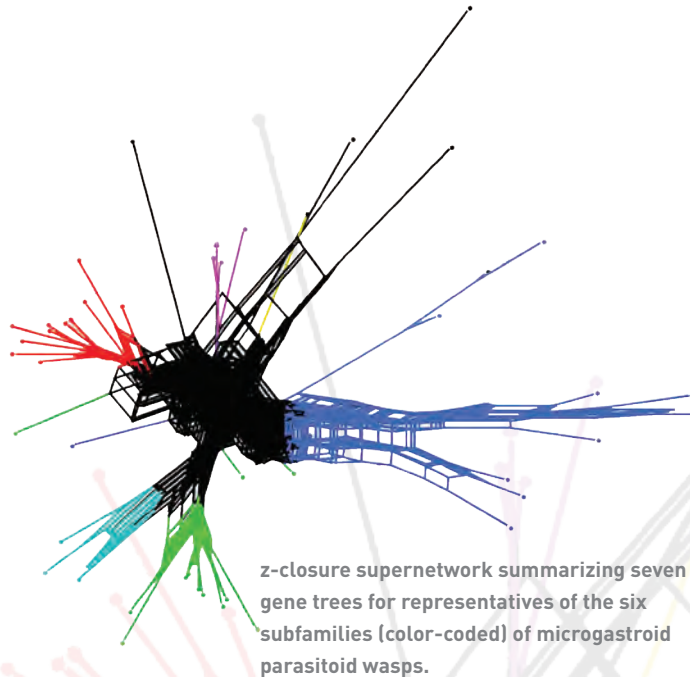 z-closure supernetwork summarizing seven
gene trees for representatives of the six
subfamilies (color-coded) of microgastroid
parasitoid wasps.